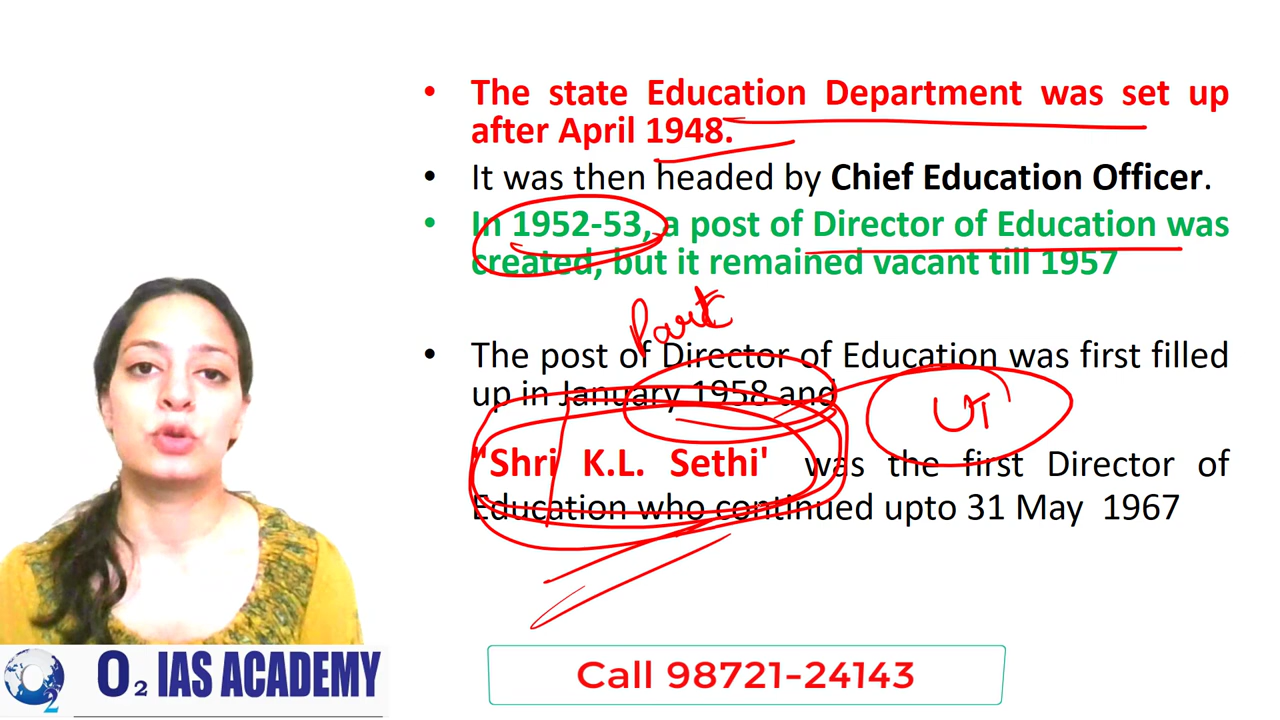 • The state Education Department was set up
after April 1948.
• It was then headed by Chief Education Officer.
• In 1952-53, a post of Director of Education was
created, but it remained vacant till 1957
Part C
• The post of Director of Education was first filled
up in January 1958 and
UT
"Shri K.L. Sethi' was the first Director of
Education who continued upto 31 May 1967
O2 IAS ACADEMY
Call 98721-24143